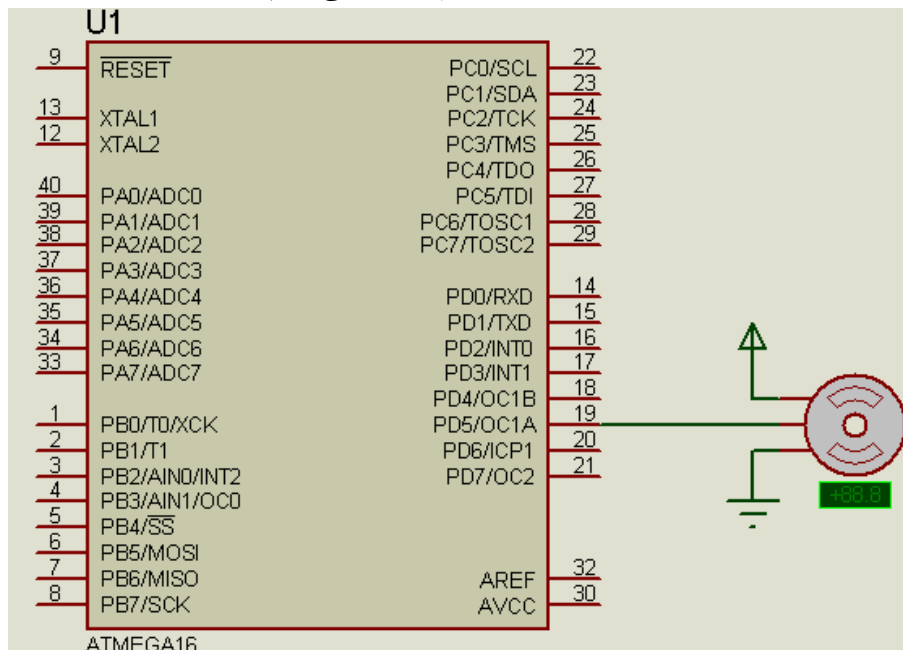 U1
9 RESET
13 XTAL1
12 XTAL2
40 PA0/ADC0
39 PA1/ADC1
38 PA2/ADC2
37 PA3/ADC3
36 PA4/ADC4
35 PA5/ADC5
34 PA6/ADC6
33 PA7/ADC7
1 PB0/T0/XCK
2 PB1/T1
3 PB2/AIN0/INT2
4 PB3/AIN1/OC0
5 PB4/SS
6 PB5/MOSI
7 PB6/MISO
8 PB7/SCK
PC0/SCL 22
PC1/SDA 23
PC2/TCK 24
PC3/TMS 25
PC4/TDO 26
PC5/TDI 27
PC6/TOSC1 28
PC7/TOSC2 29
PD0/RXD 14
PD1/TXD 15
PD2/INT0 16
PD3/INT1 17
PD4/OC1B 18
PD5/OC1A 19
PD6/ICP1 20
PD7/OC2 21
AREF 32
AVCC 30
+88.8
ATMEGA16